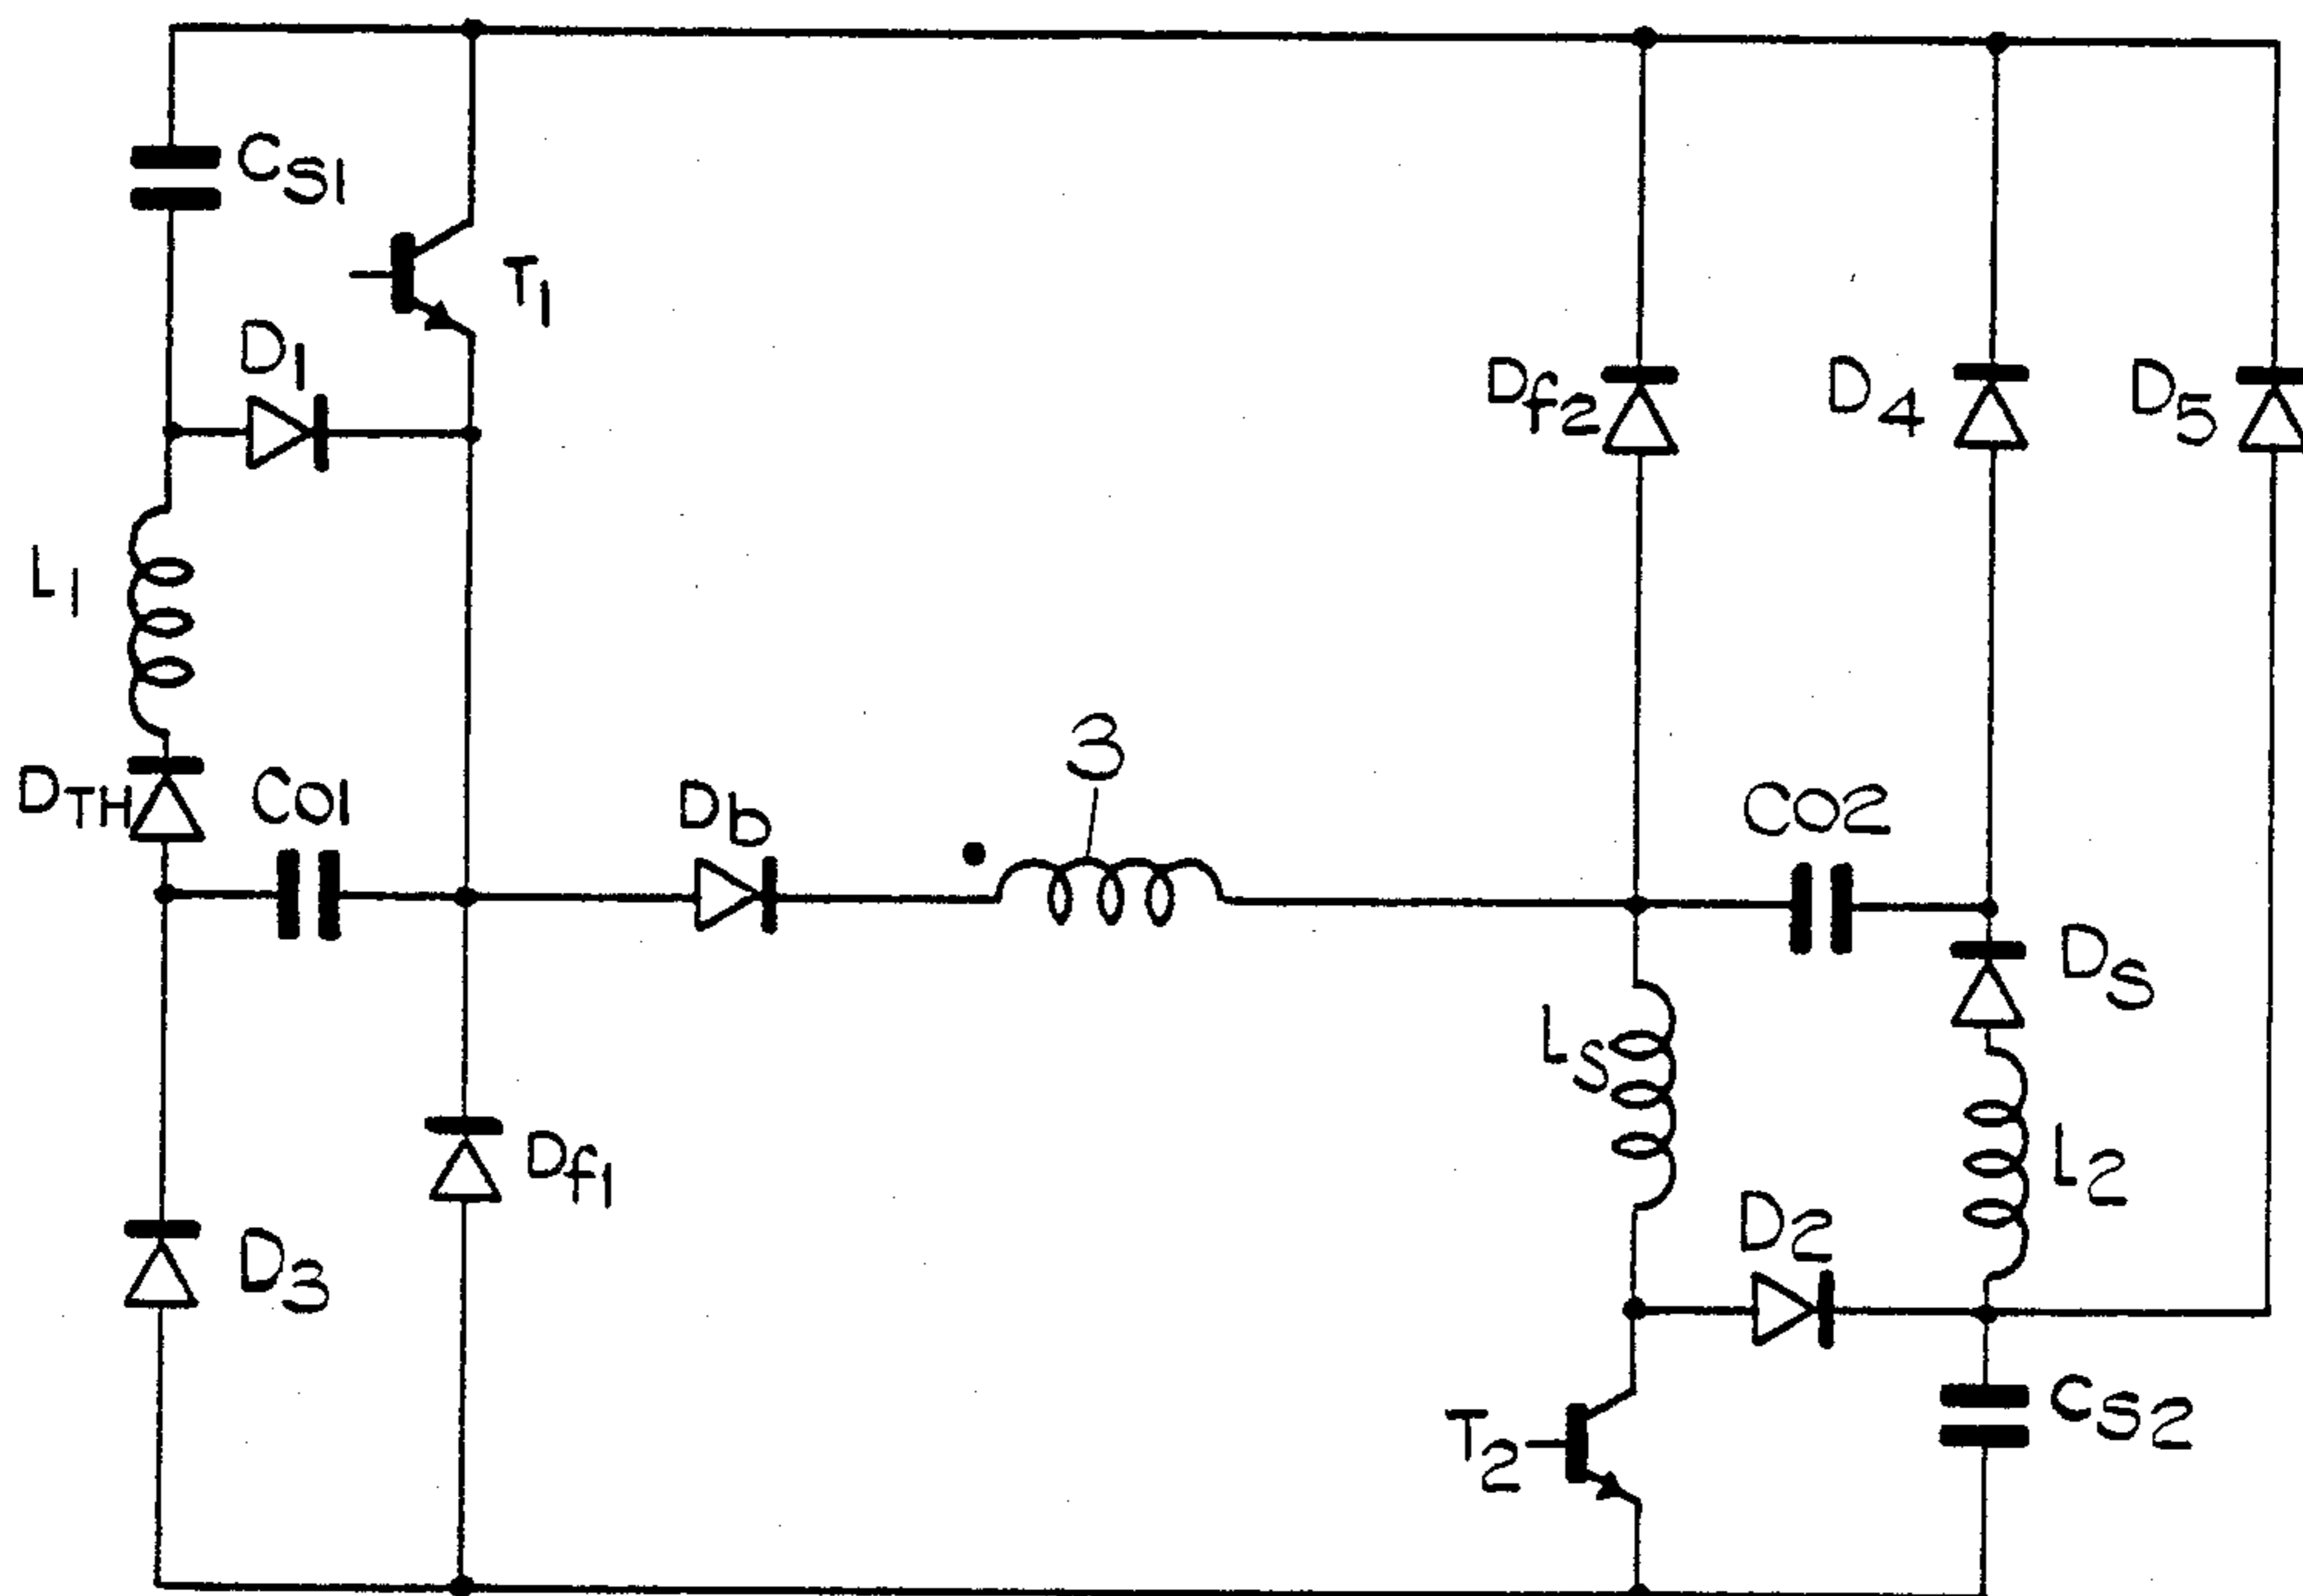 CS1
T1
D1
Df2
D4
D5
L1
DTH
CO1
Db
3
CO2
DS
LS
L2
Df1
D2
D3
T2
CS2